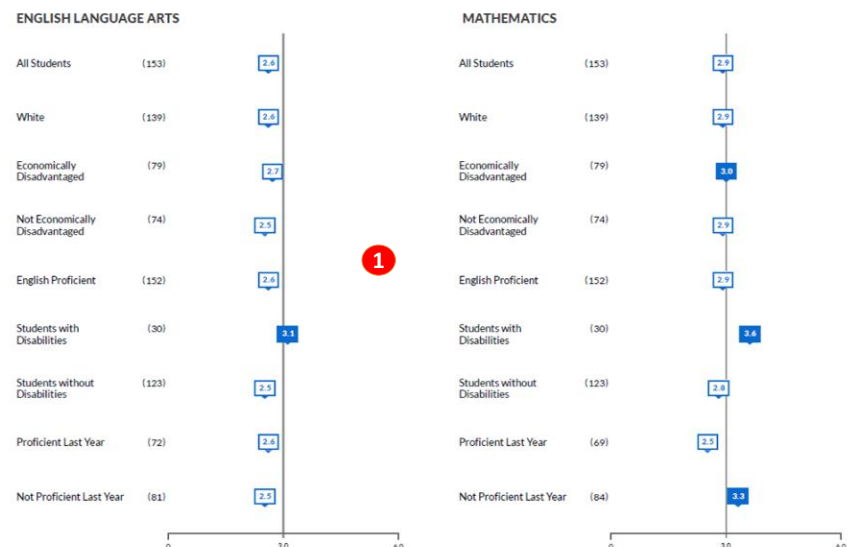 ENGLISH LANGUAGE ARTS
All Students (153) 2.6
White (139) 2.6
Economically
Disadvantaged (79) 2.7
Not Economically
Disadvantaged (74) 2.5
English Proficient (152) 2.6
Students with
Disabilities (30) 3.1
Students without
Disabilities (123) 2.5
Proficient Last Year (72) 2.6
Not Proficient Last Year (81) 2.5
1
MATHEMATICS
All Students (153) 2.9
White (139) 2.9
Economically
Disadvantaged (79) 3.0
Not Economically
Disadvantaged (74) 2.9
English Proficient (152) 2.9
Students with
Disabilities (30) 3.6
Students without
Disabilities (123) 2.8
Proficient Last Year (69) 2.5
Not Proficient Last Year (84) 3.3